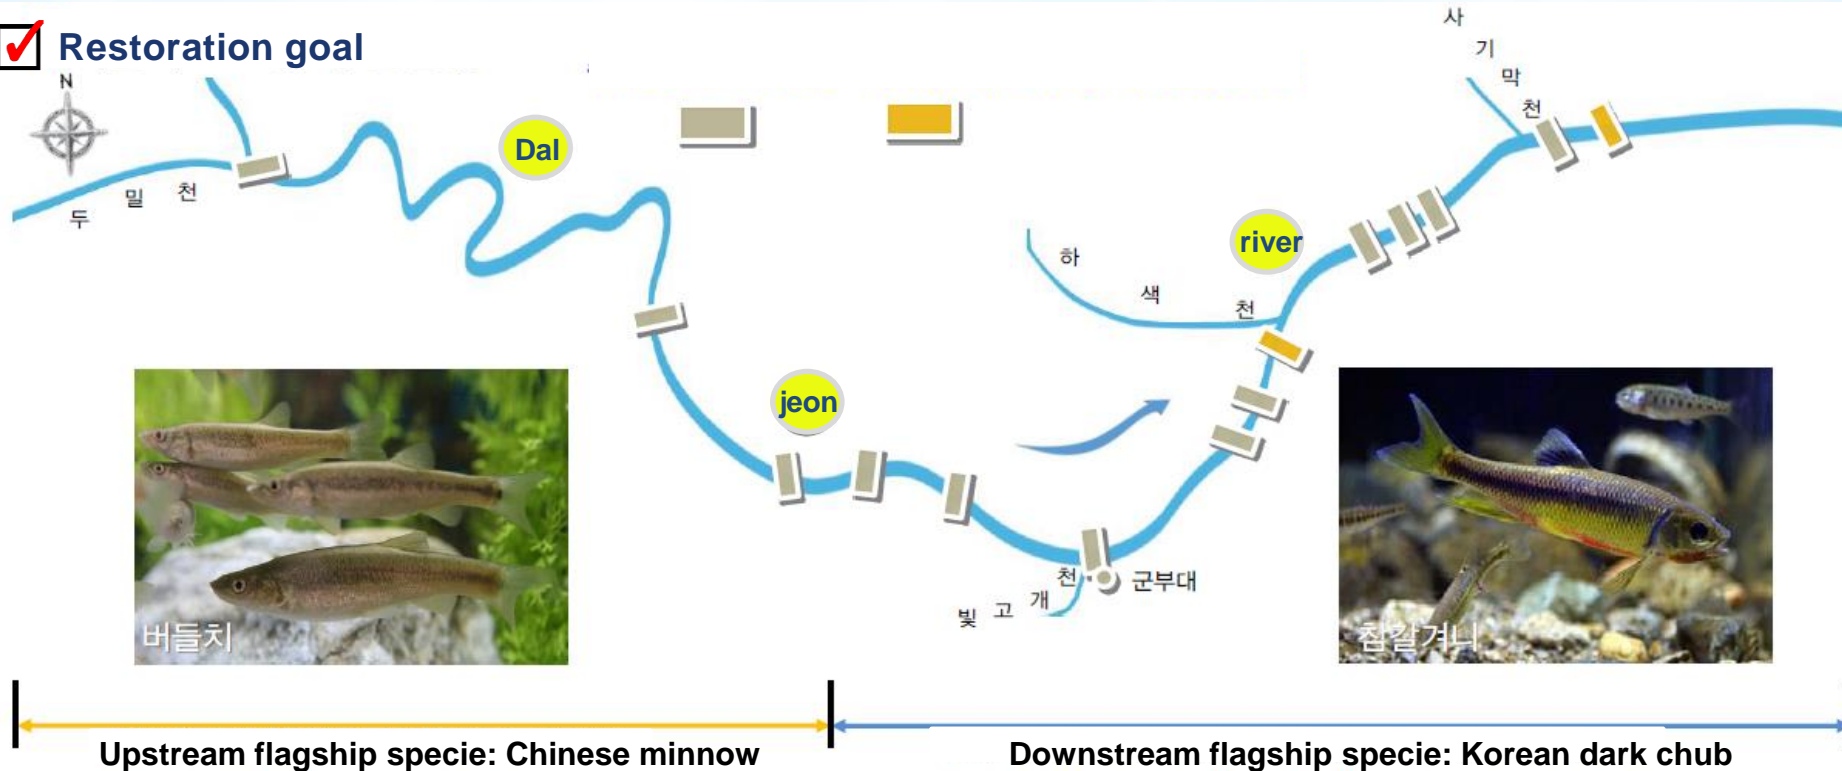 Restoration goal
N
Dal
두 밀 천
jeon
river
하 색 천
사 기 막 천
빛 고 개 천
군부대
버들치
참갈겨니
Upstream flagship specie: Chinese minnow
Downstream flagship specie: Korean dark chub